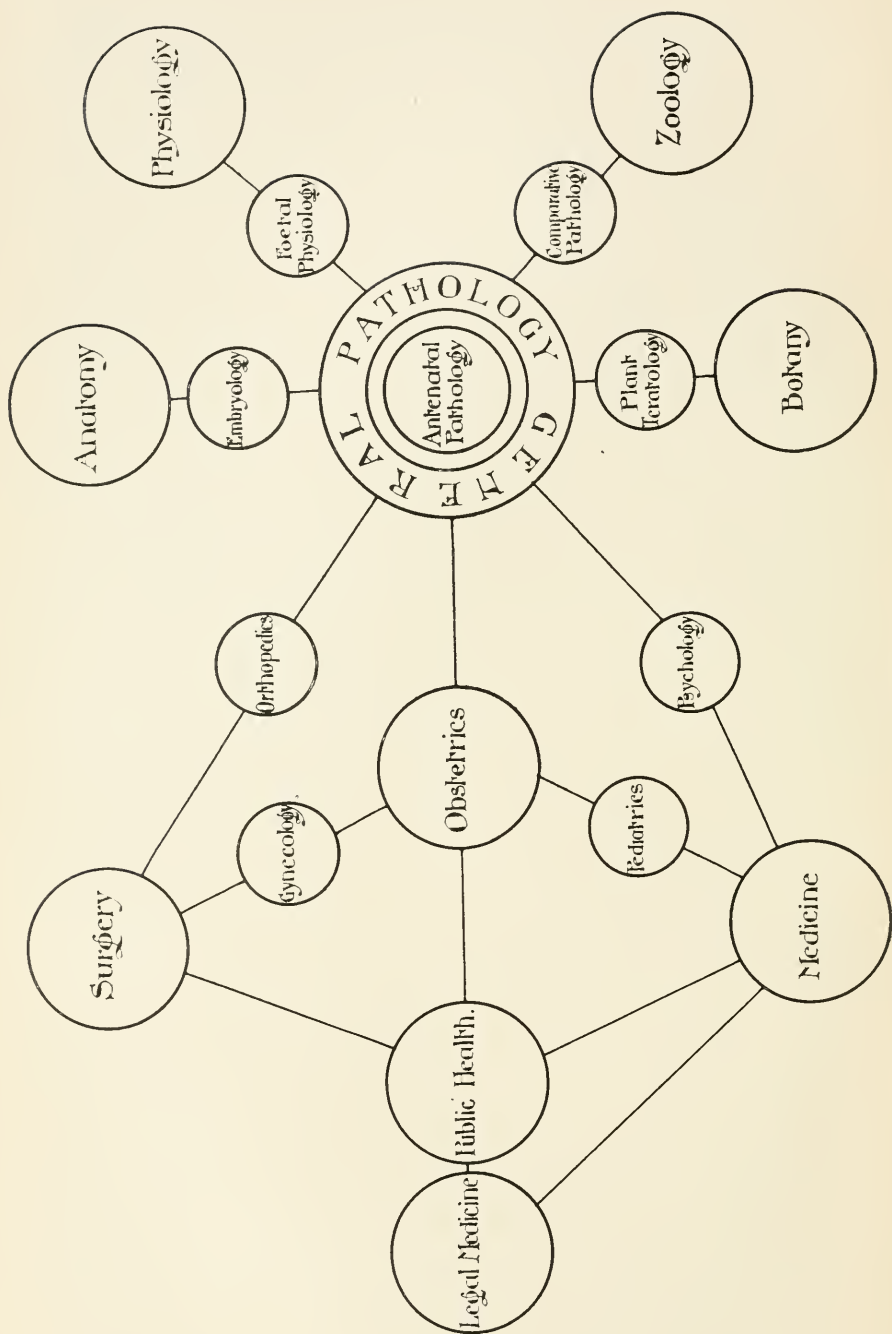 Surgery
Anatomy
Physiology
Gynecology
Orthopedics
Embryology
Foetal
Physiology
Legal Medicine
Public Health.
Obstetrics
GENERAL PATHOLOGY
Antenatal
Pathology
Pediatrics
Psychology
Plant
Teratology
Comparative
Pathology
Medicine
Botany
Zoology